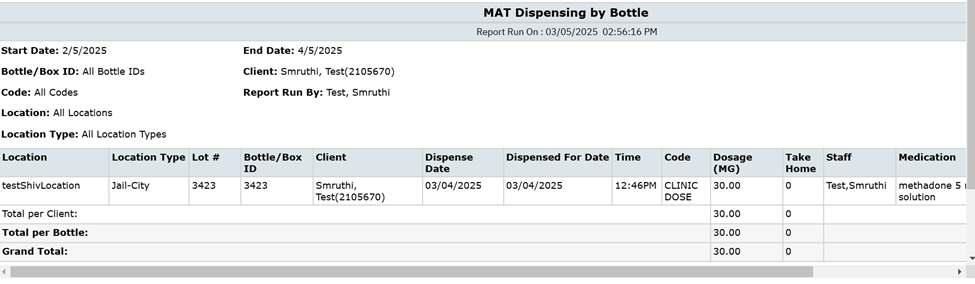 MAT Dispensing by Bottle
Report Run On : 03/05/2025 02:56:16 PM
Start Date: 2/5/2025 End Date: 4/5/2025
Bottle/Box ID: All Bottle IDs Client: Smruthi, Test(2105670)
Code: All Codes Report Run By: Test, Smruthi
Location: All Locations
Location Type: All Location Types
Location Location Type Lot # Bottle/Box ID Client Dispense Date Dispensed For Date Time Code Dosage (MG) Take Home Staff Medication
testShivLocation Jail-City 3423 3423 Smruthi, Test(2105670) 03/04/2025 03/04/2025 12:46PM CLINIC DOSE 30.00 0 Test,Smruthi methadone 5 solution
Total per Client: 30.00 0
Total per Bottle: 30.00 0
Grand Total: 30.00 0